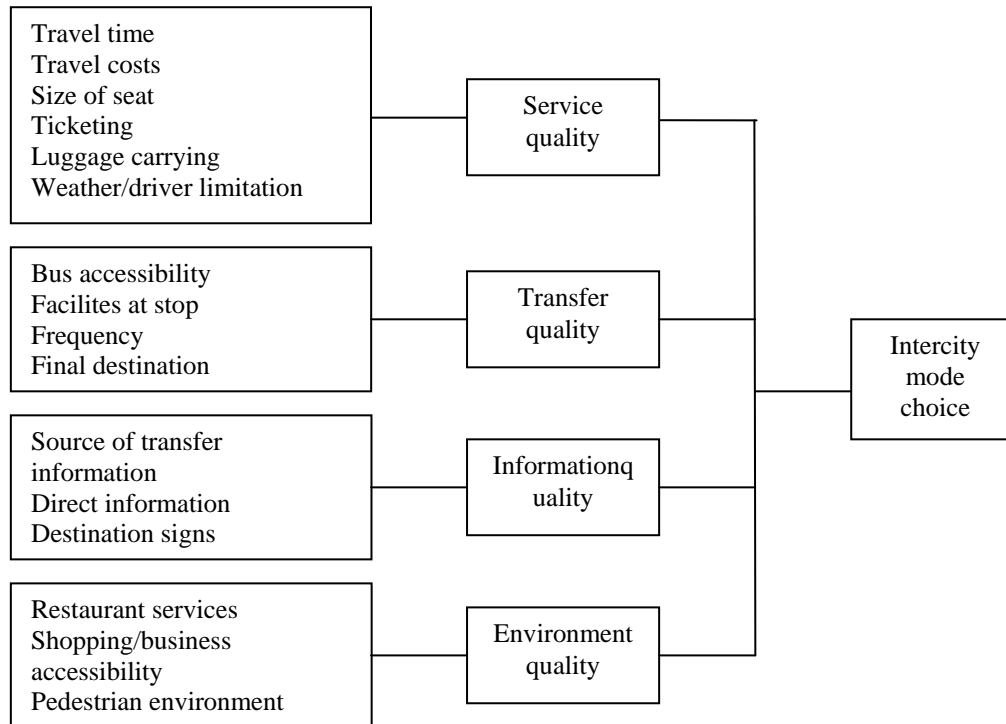 Travel time
Travel costs
Size of seat
Ticketing
Luggage carrying
Weather/driver limitation
Service
quality
Bus accessibility
Facilites at stop
Frequency
Final destination
Transfer
quality
Intercity
mode
choice
Source of transfer
information
Direct information
Destination signs
Informationq
uality
Restaurant services
Shopping/business
accessibility
Pedestrian environment
Environment
quality